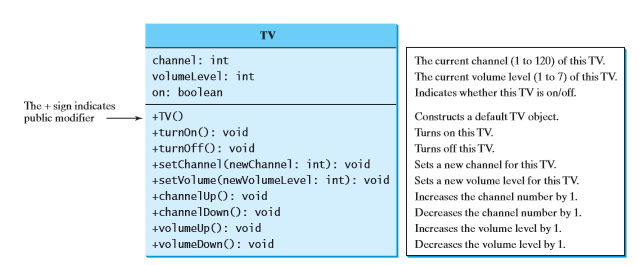 TV
channel: int
The current channel (1 to 120) of this TV.
volumeLevel: int
The current volume level (1 to 7) of this TV.
on: boolean
Indicates whether this TV is on/off.
The + sign indicates
public modifier
+TV()
Constructs a default TV object.
+turnOn(): void
Turns on this TV.
+turnOff(): void
Turns off this TV.
+setChannel(newChannel: int): void
Sets a new channel for this TV.
+setVolume(newVolumeLevel: int): void
Sets a new volume level for this TV.
+channelUp(): void
Increases the channel number by 1.
+channelDown(): void
Decreases the channel number by 1.
+volumeUp(): void
Increases the volume level by 1.
+volumeDown(): void
Decreases the volume level by 1.